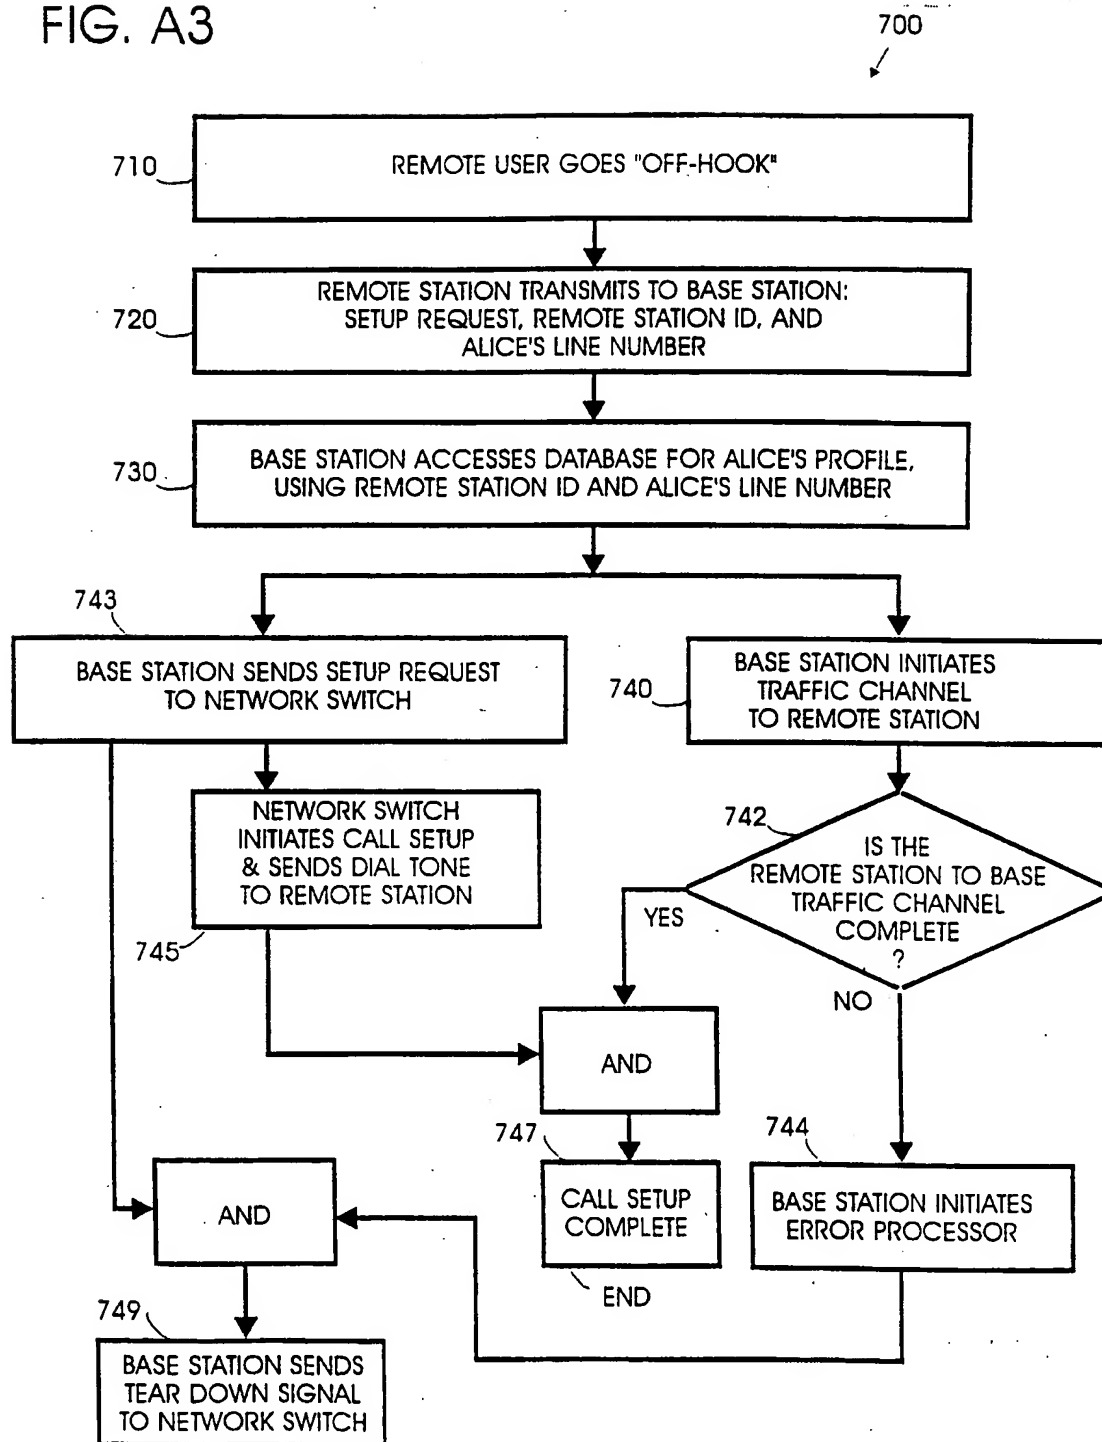 FIG. A3
700
710
REMOTE USER GOES "OFF-HOOK"
720
REMOTE STATION TRANSMITS TO BASE STATION:
SETUP REQUEST, REMOTE STATION ID, AND
ALICE'S LINE NUMBER
730
BASE STATION ACCESSES DATABASE FOR ALICE'S PROFILE,
USING REMOTE STATION ID AND ALICE'S LINE NUMBER
743
BASE STATION SENDS SETUP REQUEST
TO NETWORK SWITCH
740
BASE STATION INITIATES
TRAFFIC CHANNEL
TO REMOTE STATION
NETWORK SWITCH
INITIATES CALL SETUP
& SENDS DIAL TONE
TO REMOTE STATION
745
742
IS THE
REMOTE STATION TO BASE
TRAFFIC CHANNEL
COMPLETE
?
YES
NO
AND
747
CALL SETUP
COMPLETE
END
744
BASE STATION INITIATES
ERROR PROCESSOR
AND
749
BASE STATION SENDS
TEAR DOWN SIGNAL
TO NETWORK SWITCH